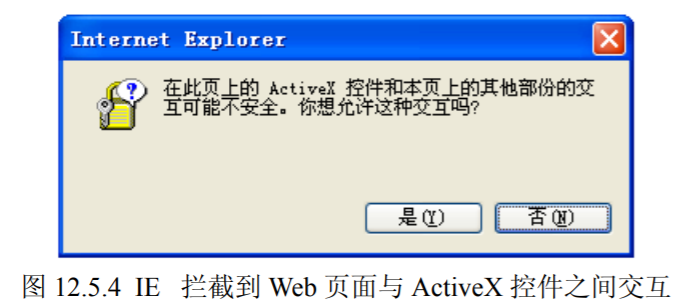 Internet Explorer
在此页上的 ActiveX 控件和本页上的其他部份的交
互可能不安全。你想允许这种交互吗?
是(Y) 否(N)
图 12.5.4 IE 拦截到 Web 页面与 ActiveX 控件之间交互